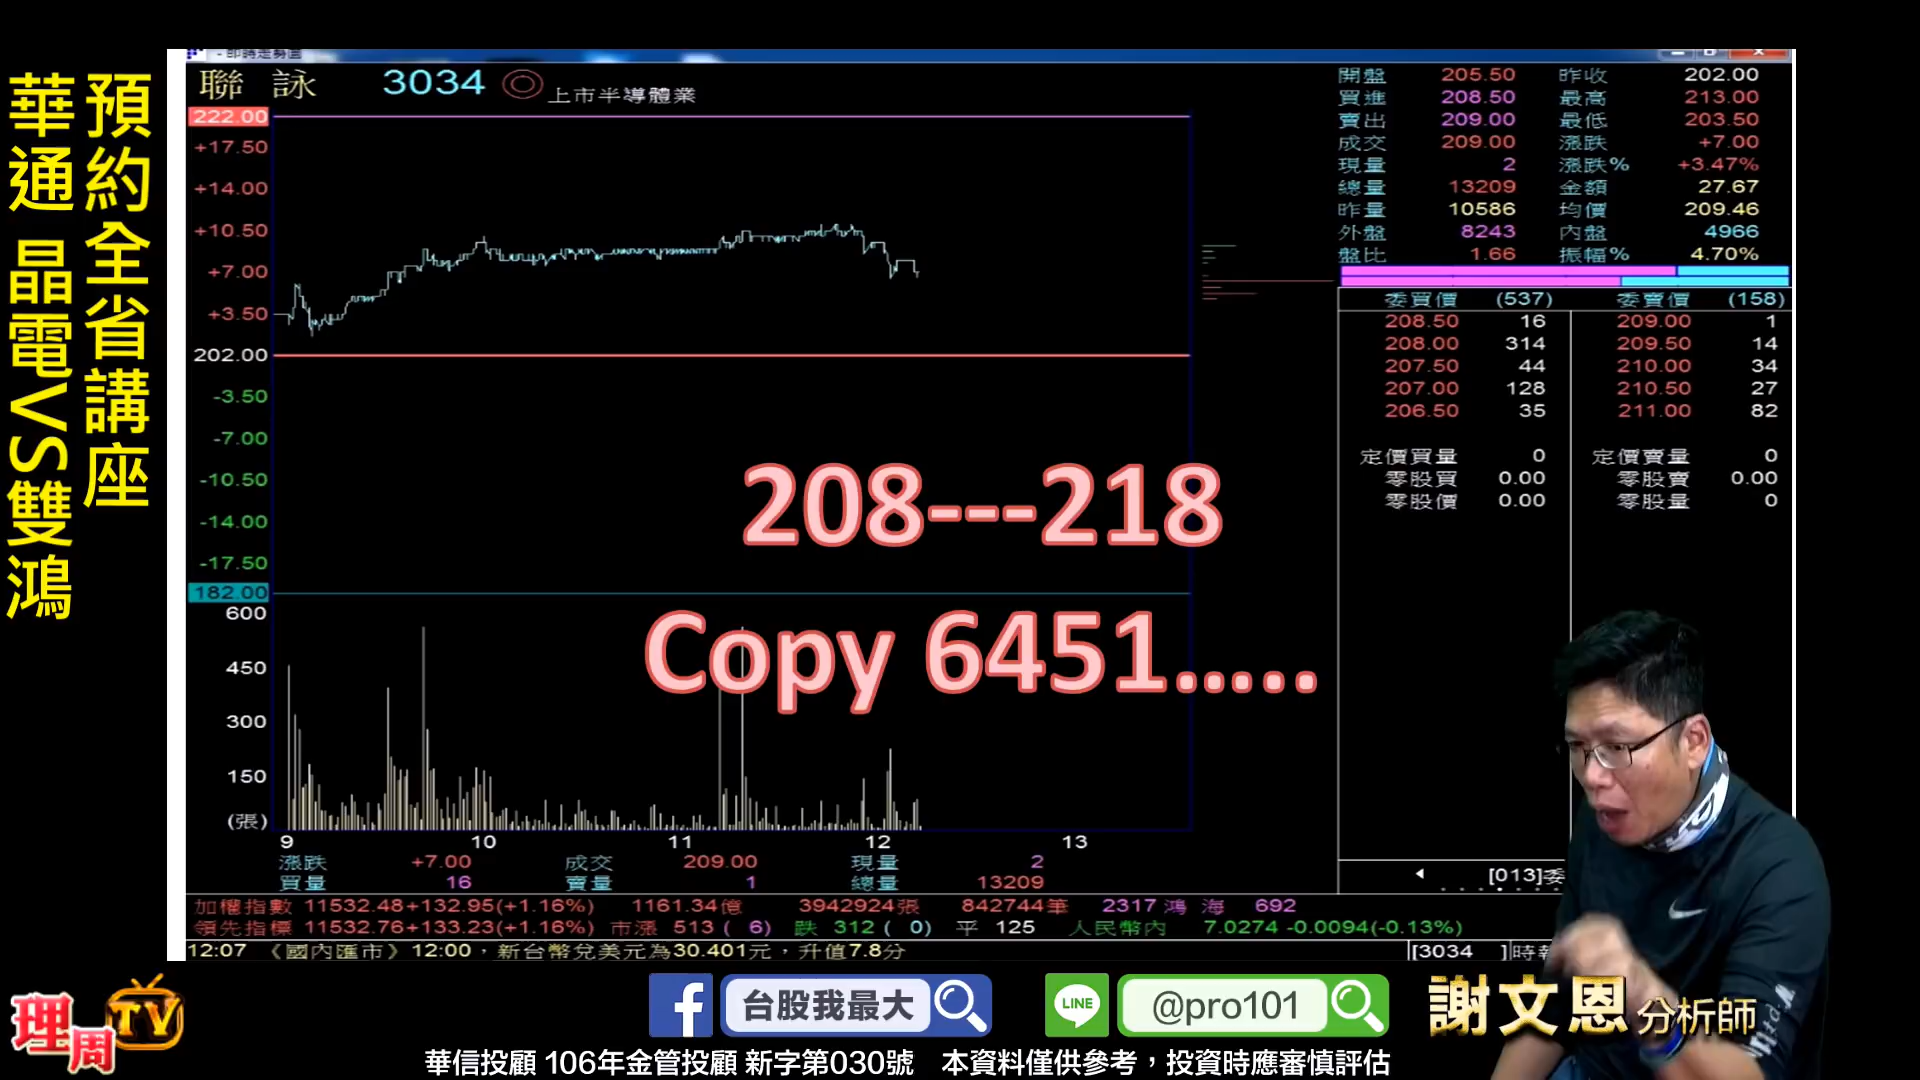 預約全省講座
華通 晶電VS雙鴻
聯詠 3034 ◎ 上市半導體業
222.00
+17.50
+14.00
+10.50
+7.00
+3.50
202.00
-3.50
-7.00
-10.50
-14.00
-17.50
182.00
600
450
300
150
(張)
9 10 11 12 13
208---218
Copy 6451.....
開盤 205.50 昨收 202.00
買進 208.50 最高 213.00
賣出 209.00 最低 203.50
成交 209.00 漲跌 +7.00
現量 2 漲跌% +3.47%
總量 13209 金額 27.67
昨量 10586 均價 209.46
外盤 8243 內盤 4966
盤比 1.66 振幅% 4.70%
委買價 (537) 委賣價 (158)
208.50 16 209.00 1
208.00 314 209.50 14
207.50 44 210.00 34
207.00 128 210.50 27
206.50 35 211.00 82
定價買量 0 定價賣量 0
零股買 0.00 零股賣 0.00
零股價 0.00 零股量 0
[013]委
漲跌 +7.00 成交 209.00 現量 2
買量 16 賣量 1 總量 13209
加權指數 11532.48+132.95(+1.16%) 1161.34億 3942924張 842744筆 2317 鴻海 692
領先指標 11532.76+133.23(+1.16%) 市漲 513 ( 6) 跌 312 ( 0) 平 125 人民幣內 7.0274 -0.0094(-0.13%)
12:07 《國內匯市》12:00，新台幣兌美元為30.401元，升值7.8分
[3034 ]時
理周TV
f 台股我最大
LINE @pro101
謝文恩 分析師
華信投顧 106年金管投顧 新字第030號 本資料僅供參考，投資時應審慎評估